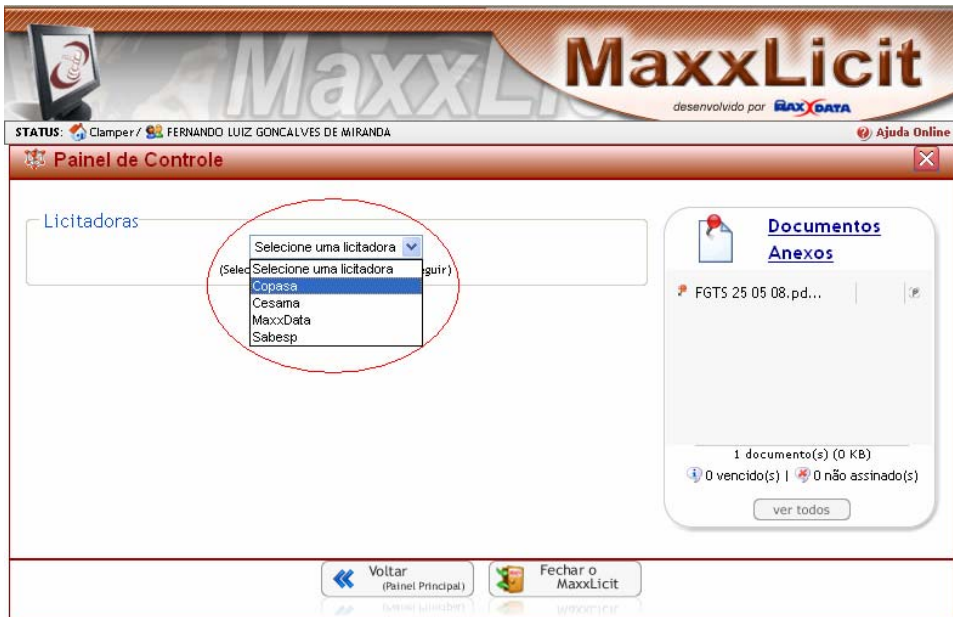 MaxxL
MaxxLicit
desenvolvido por MAXXDATA
STATUS: Clamper / FERNANDO LUIZ GONCALVES DE MIRANDA
Ajuda Online
Painel de Controle
Licitadoras
Selecione uma licitadora
(Selec
guir)
Selecione uma licitadora
Copasa
Cesama
MaxxData
Sabesp
Documentos
Anexos
FGTS 25 05 08.pd...
1 documento(s) (0 KB)
0 vencido(s) | 0 não assinado(s)
ver todos
Voltar
(Painel Principal)
Fechar o
MaxxLicit